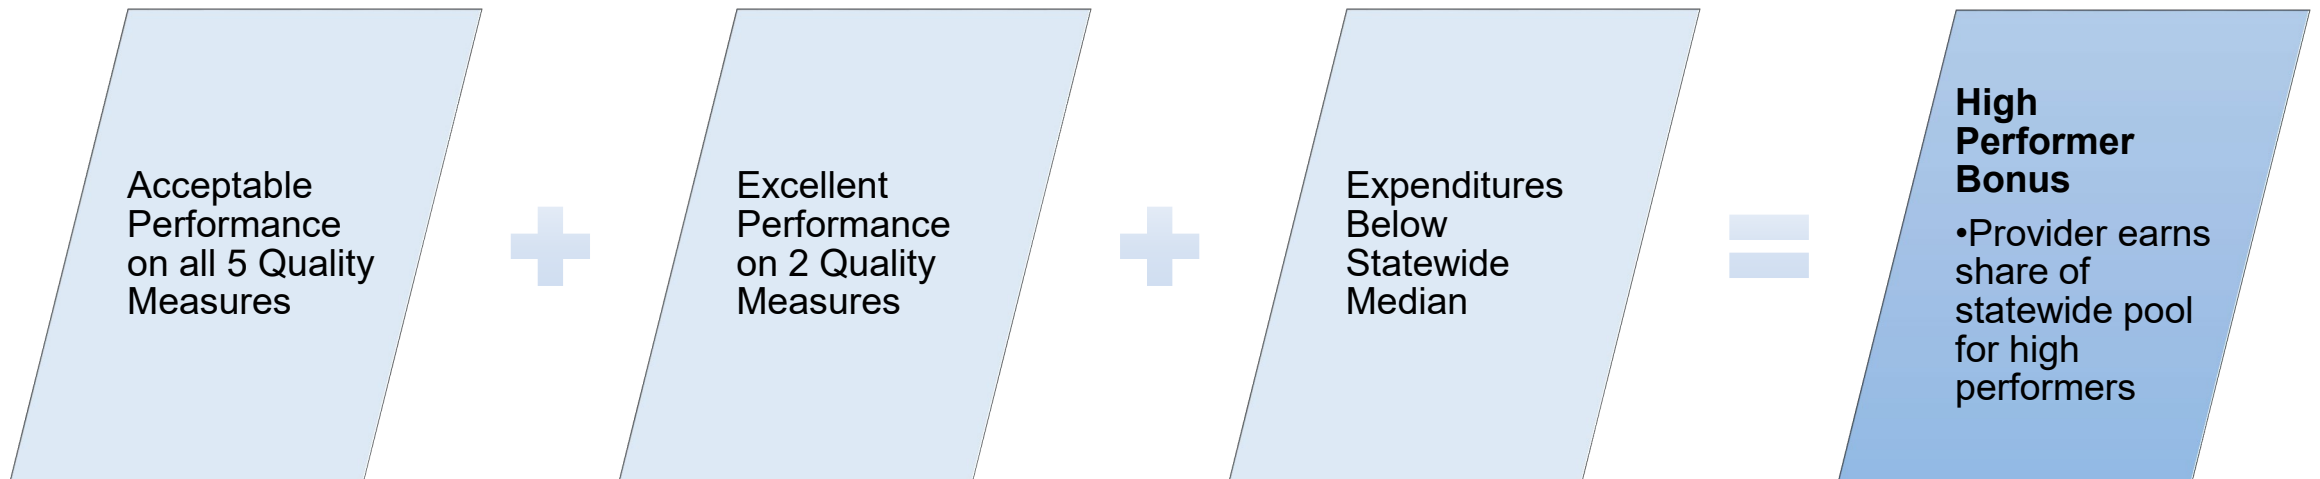 Acceptable
Performance
on all 5 Quality
Measures
Excellent
Performance
on 2 Quality
Measures
Expenditures
Below
Statewide
Median
High
Performer
Bonus
•Provider earns
share of
statewide pool
for high
performers